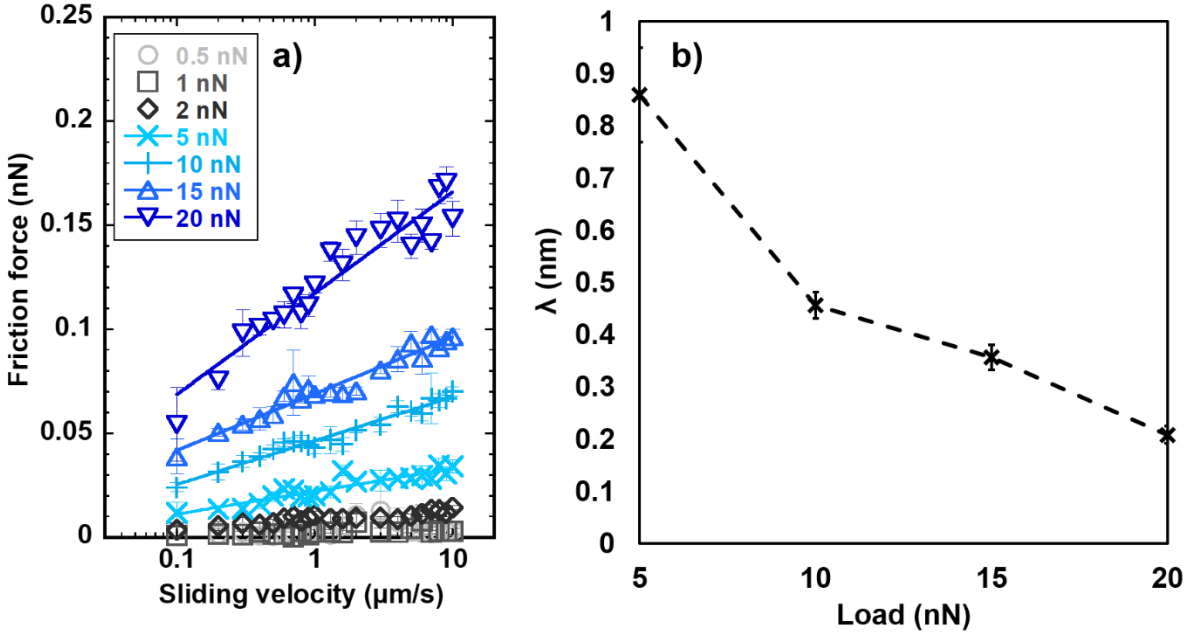 a)
0.25
0.2
0.15
0.1
0.05
0
Friction force (nN)
0.5 nN
1 nN
2 nN
5 nN
10 nN
15 nN
20 nN
0.1 1 10
Sliding velocity (µm/s)
b)
1
0.9
0.8
0.7
0.6
0.5
0.4
0.3
0.2
0.1
0
λ (nm)
5 10 15 20
Load (nN)